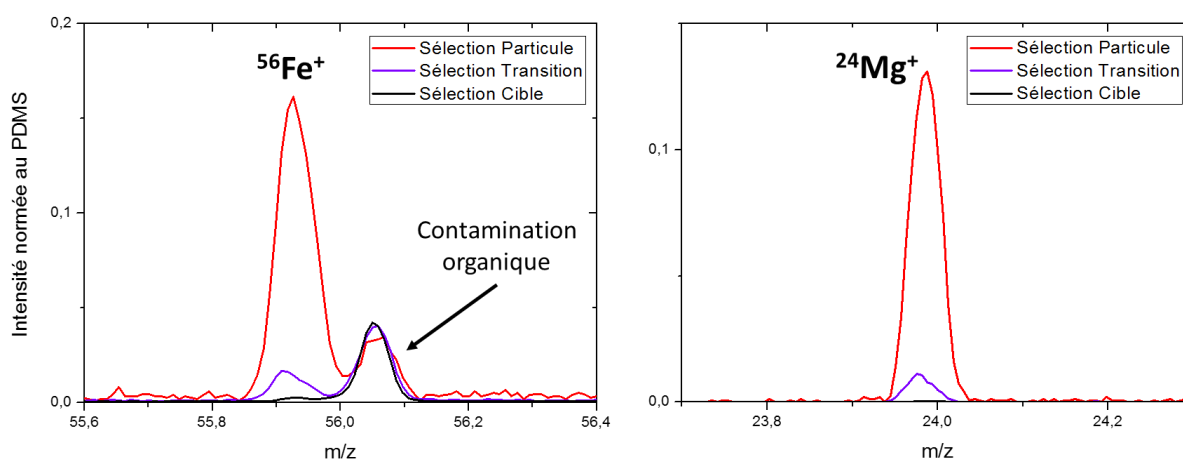 0,2
0,1
0,0
Intensité normée au PDMS
⁵⁶Fe⁺
Sélection Particule
Sélection Transition
Sélection Cible
Contamination
organique
55,6 55,8 56,0 56,2 56,4
m/z
0,1
0,0
²⁴Mg⁺
Sélection Particule
Sélection Transition
Sélection Cible
23,8 24,0 24,2
m/z